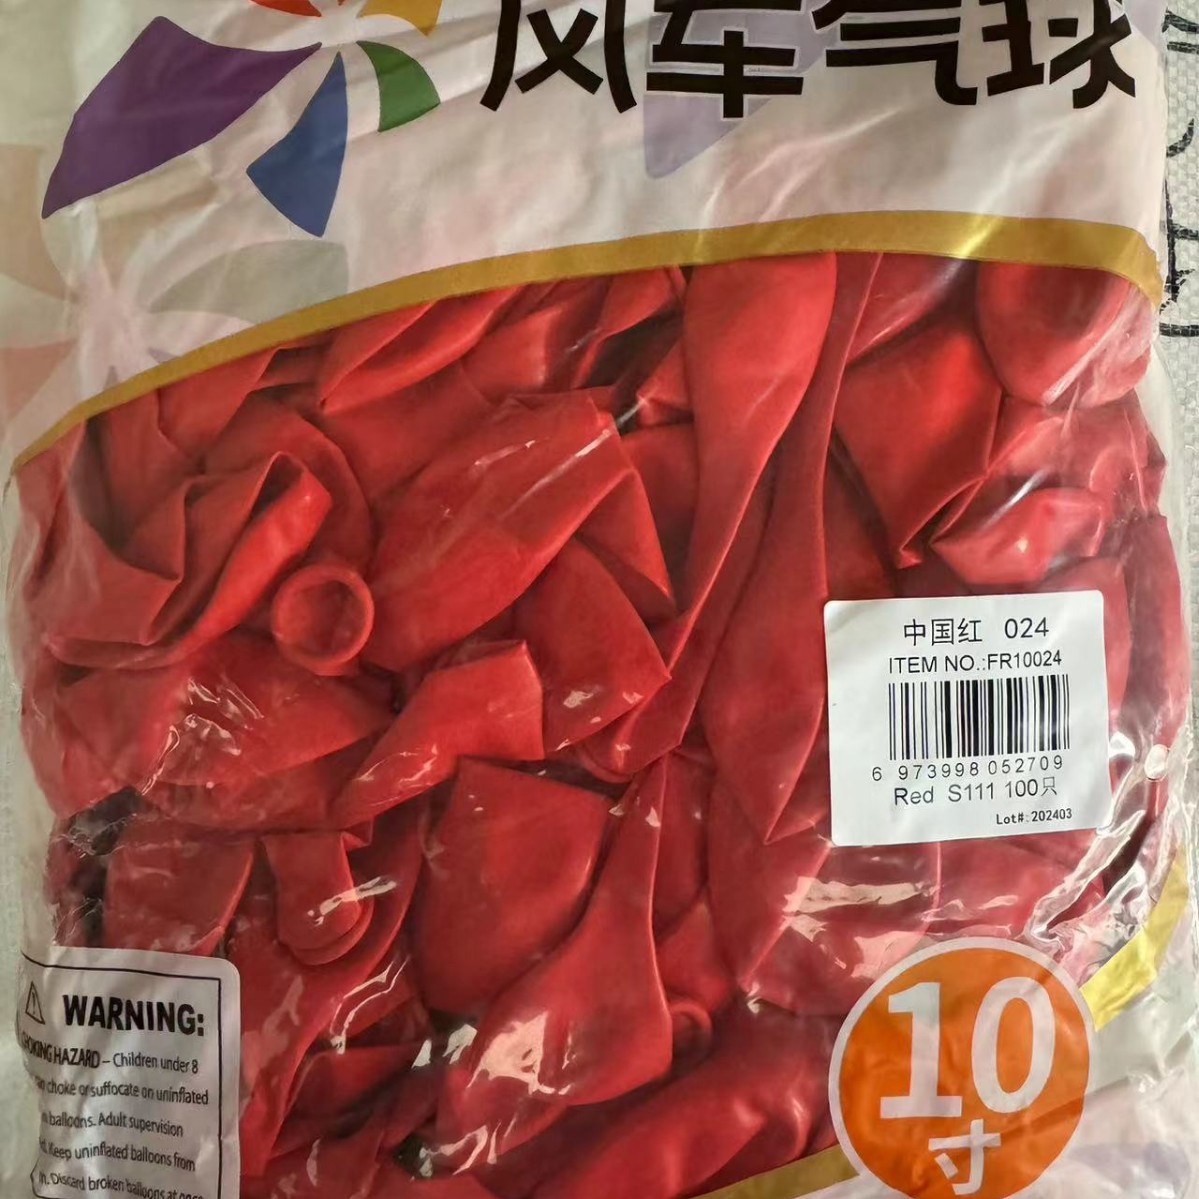 风车气球
中国红 024
ITEM NO.:FR10024
6 973998 052709
Red S111 100只
Lot#: 202403
WARNING:
CHOKING HAZARD – Children under 8
can choke or suffocate on uninflated
balloons. Adult supervision
Keep uninflated balloons from
Discard broken balloons at once
10
寸